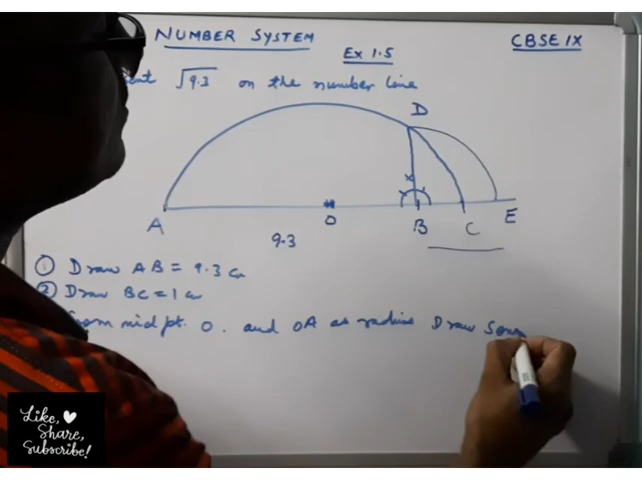 NUMBER SYSTEM
CBSE IX
Ex 1.5
√9.3 on the number line
D
A
O
B
C
E
9.3
① Draw AB = 9.3 cm
② Draw BC = 1 cm
mid pt. O. and OA as radius Draw
Like,
Share,
Subscribe!